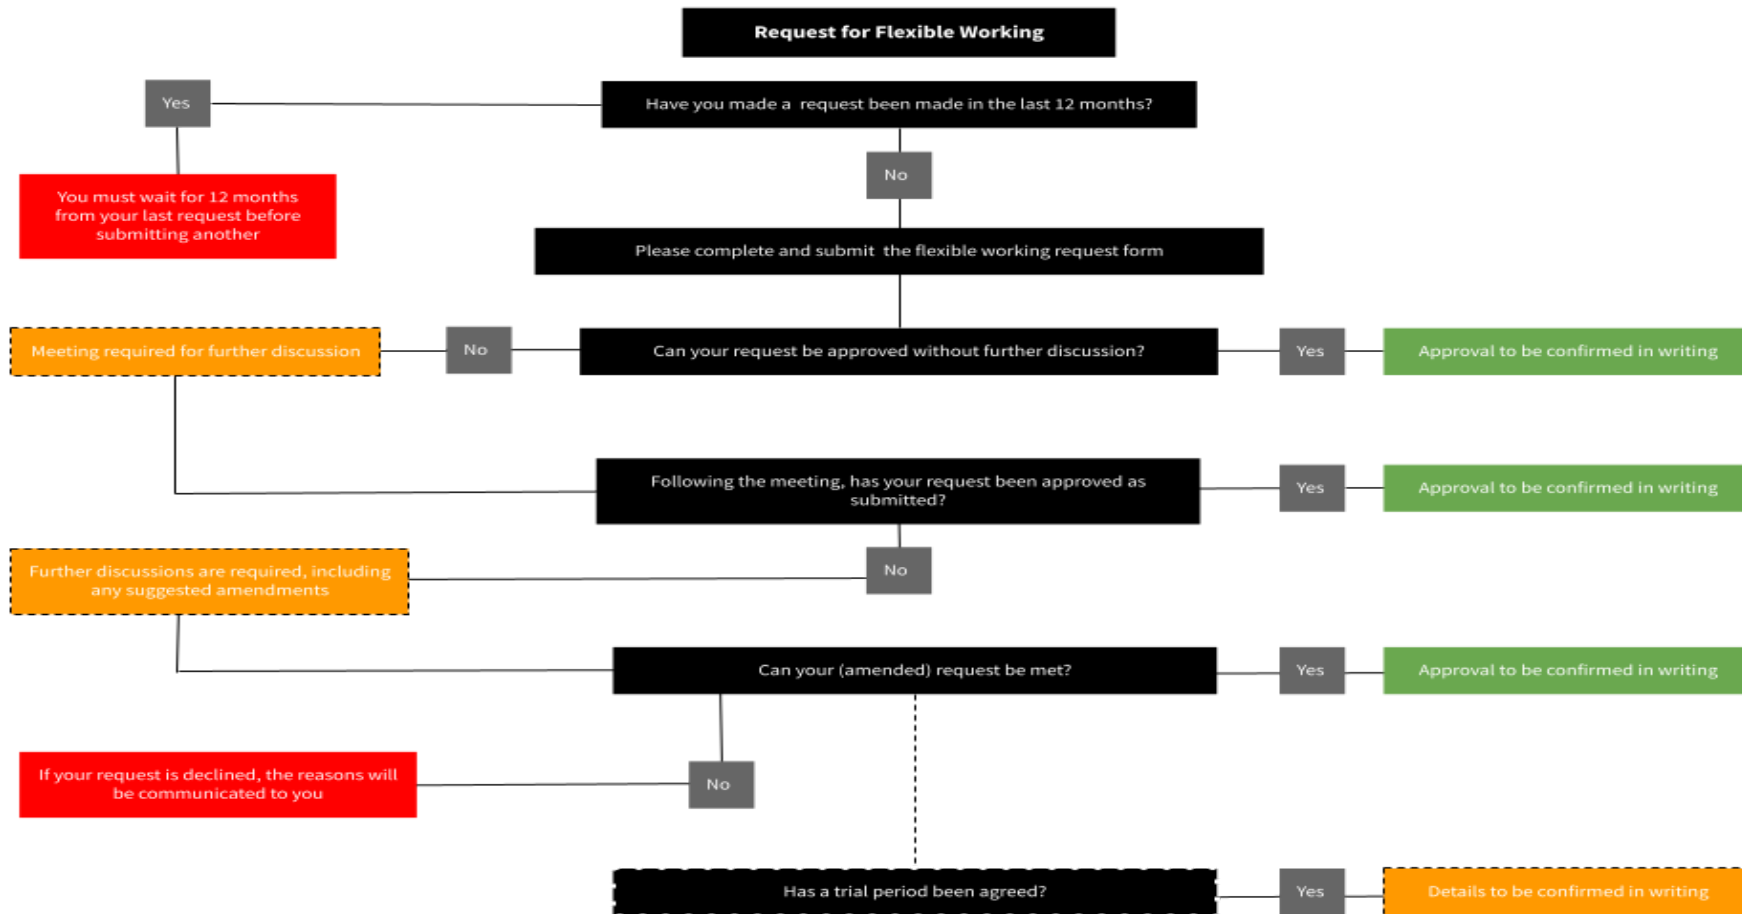 Request for Flexible Working
Yes
Have you made a  request been made in the last 12 months?
No
You must wait for 12 months
from your last request before
submitting another
Please complete and submit  the flexible working request form
Meeting required for further discussion
No
Can your request be approved without further discussion?
Yes
Approval to be confirmed in writing
Following the meeting, has your request been approved as
submitted?
Yes
Approval to be confirmed in writing
No
Further discussions are required, including
any suggested amendments
Can your (amended) request be met?
Yes
Approval to be confirmed in writing
If your request is declined, the reasons will
be communicated to you
No
Has a trial period been agreed?
Yes
Details to be confirmed in writing